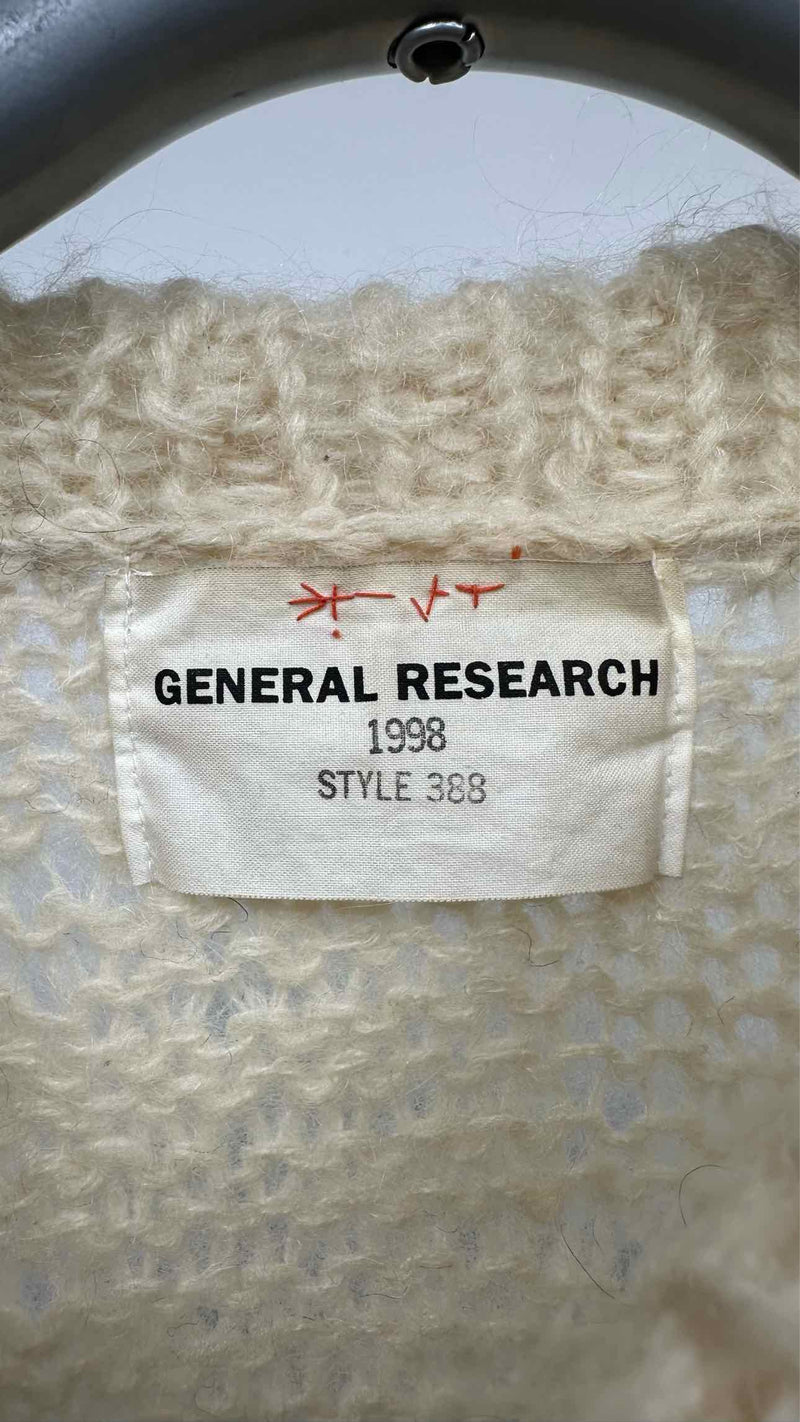 GENERAL RESEARCH
1998
STYLE 388